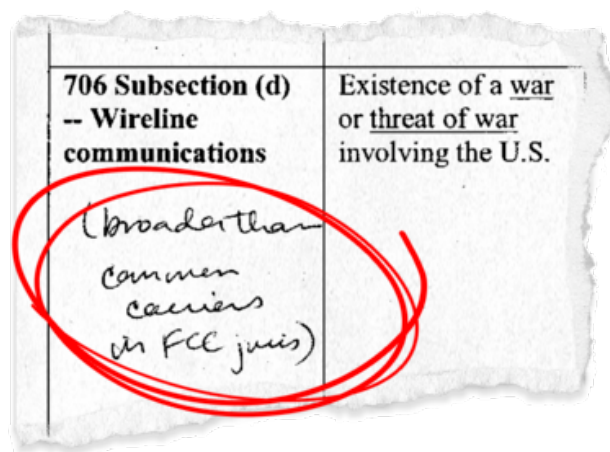 706 Subsection (d)
-- Wireline
communications
(broader than
common
carriers
in FCC juris)
Existence of a war
or threat of war
involving the U.S.